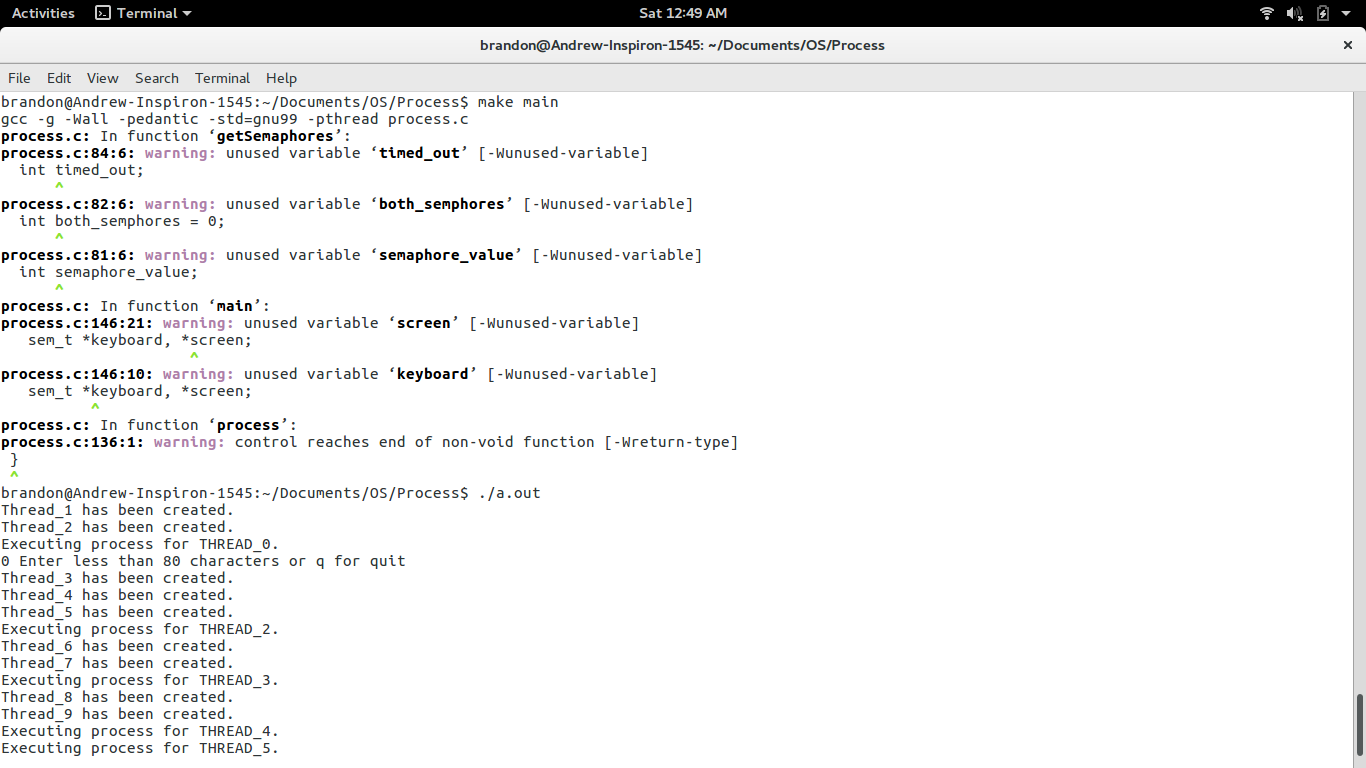 Activities Terminal Sat 12:49 AM
brandon@Andrew-Inspiron-1545: ~/Documents/OS/Process ×
File Edit View Search Terminal Help
brandon@Andrew-Inspiron-1545:~/Documents/OS/Process$ make main
gcc -g -Wall -pedantic -std=gnu99 -pthread process.c
process.c: In function ‘getSemaphores’:
process.c:84:6: warning: unused variable ‘timed_out’ [-Wunused-variable]
  int timed_out;
      ^
process.c:82:6: warning: unused variable ‘both_semphores’ [-Wunused-variable]
  int both_semphores = 0;
      ^
process.c:81:6: warning: unused variable ‘semaphore_value’ [-Wunused-variable]
  int semaphore_value;
      ^
process.c: In function ‘main’:
process.c:146:21: warning: unused variable ‘screen’ [-Wunused-variable]
   sem_t *keyboard, *screen;
                     ^
process.c:146:10: warning: unused variable ‘keyboard’ [-Wunused-variable]
   sem_t *keyboard, *screen;
          ^
process.c: In function ‘process’:
process.c:136:1: warning: control reaches end of non-void function [-Wreturn-type]
 }
 ^
brandon@Andrew-Inspiron-1545:~/Documents/OS/Process$ ./a.out
Thread_1 has been created.
Thread_2 has been created.
Executing process for THREAD_0.
0 Enter less than 80 characters or q for quit
Thread_3 has been created.
Thread_4 has been created.
Thread_5 has been created.
Executing process for THREAD_2.
Thread_6 has been created.
Thread_7 has been created.
Executing process for THREAD_3.
Thread_8 has been created.
Thread_9 has been created.
Executing process for THREAD_4.
Executing process for THREAD_5.